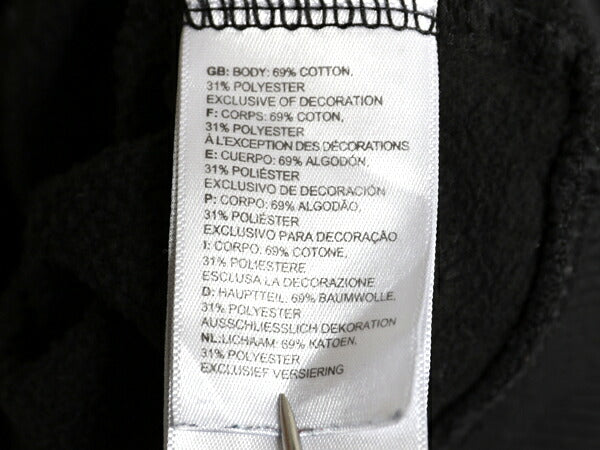 GB: BODY: 69% COTTON,
31% POLYESTER
EXCLUSIVE OF DECORATION
F: CORPS: 69% COTON,
31% POLYESTER
À L'EXCEPTION DES DÉCORATIONS
E: CUERPO: 69% ALGODÓN,
31% POLIÉSTER
EXCLUSIVO DE DECORACIÓN
P: CORPO: 69% ALGODÃO,
31% POLIÉSTER
EXCLUSIVO PARA DECORAÇÃO
I: CORPO: 69% COTONE,
31% POLIESTERE
ESCLUSA LA DECORAZIONE
D: HAUPTTEIL: 69% BAUMWOLLE,
31% POLYESTER
AUSSCHLIESSLICH DEKORATION
NL:LICHAAM: 69% KATOEN,
31% POLYESTER
EXCLUSIEF VERSIERING